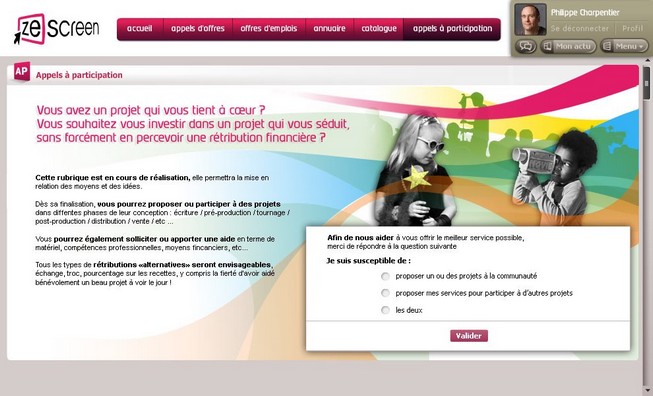 zescreen
accueil appels d'offres offres d'emplois annuaire catalogue appels à participation
Philippe Charpentier
Se déconnecter Profil
Mon actu Menu
AP Appels à participation
Vous avez un projet qui vous tient à cœur ?
Vous souhaitez vous investir dans un projet qui vous séduit,
sans forcément en percevoir une rétribution financière ?
Cette rubrique est en cours de réalisation, elle permettra la mise en
relation des moyens et des idées.
Dès sa finalisation, vous pourrez proposer ou participer à des projets
dans diffentes phases de leur conception : écriture / pré-production / tournage /
post-production / distribution / vente / etc ...
Vous pourrez également solliciter ou apporter une aide en terme de
matériel, compétences professionnelles, moyens financiers, etc...
Tous les types de rétributions «alternatives» seront envisageables,
échange, troc, pourcentage sur les recettes, y compris la fierté d'avoir aidé
bénévolement un beau projet à voir le jour !
Afin de nous aider à vous offrir le meilleur service possible,
merci de répondre à la question suivante
Je suis susceptible de :
proposer un ou des projets à la communauté
proposer mes services pour participer à d'autres projets
les deux
Valider